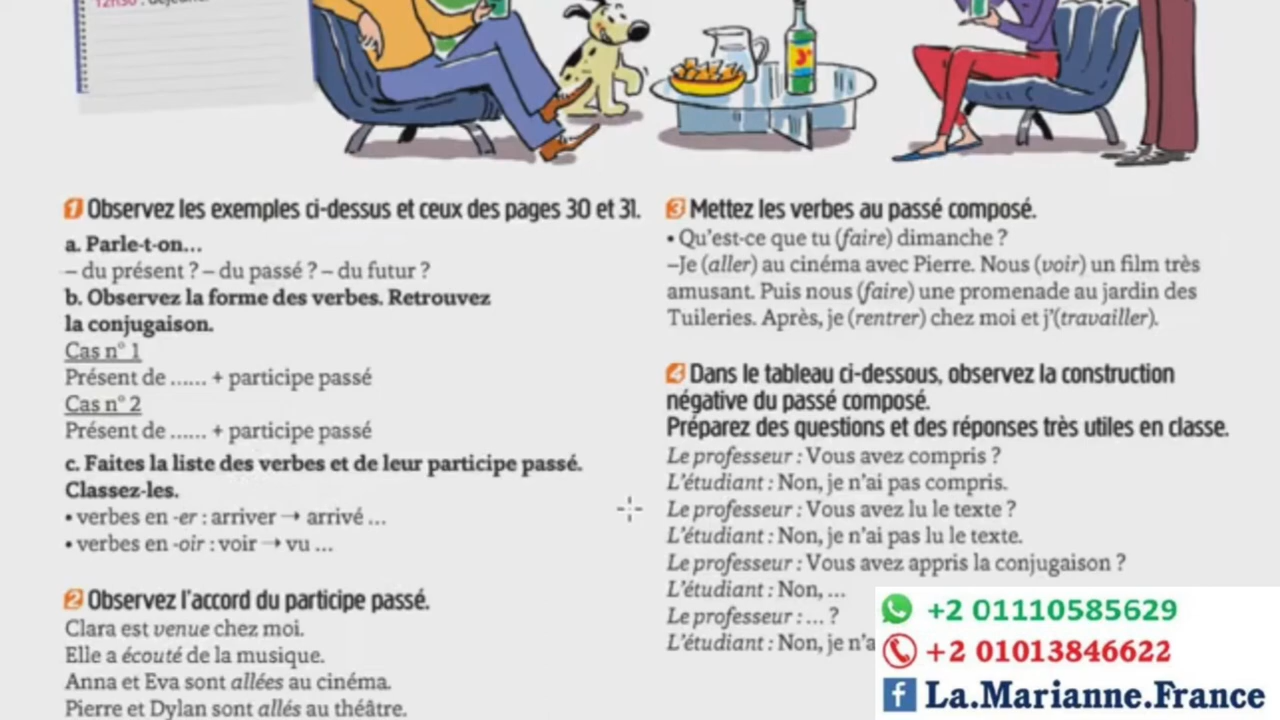 1 Observez les exemples ci-dessus et ceux des pages 30 et 31.
a. Parle-t-on...
– du présent ? – du passé ? – du futur ?
b. Observez la forme des verbes. Retrouvez
la conjugaison.
Cas n° 1
Présent de ...... + participe passé
Cas n° 2
Présent de ...... + participe passé
c. Faites la liste des verbes et de leur participe passé.
Classez-les.
• verbes en -er : arriver → arrivé ...
• verbes en -oir : voir → vu ...
2 Observez l'accord du participe passé.
Clara est venue chez moi.
Elle a écouté de la musique.
Anna et Eva sont allées au cinéma.
Pierre et Dylan sont allés au théâtre.
3 Mettez les verbes au passé composé.
• Qu'est-ce que tu (faire) dimanche ?
–Je (aller) au cinéma avec Pierre. Nous (voir) un film très
amusant. Puis nous (faire) une promenade au jardin des
Tuileries. Après, je (rentrer) chez moi et j'(travailler).
4 Dans le tableau ci-dessous, observez la construction
négative du passé composé.
Préparez des questions et des réponses très utiles en classe.
Le professeur : Vous avez compris ?
L'étudiant : Non, je n'ai pas compris.
Le professeur : Vous avez lu le texte ?
L'étudiant : Non, je n'ai pas lu le texte.
Le professeur : Vous avez appris la conjugaison ?
L'étudiant : Non, ...
Le professeur : ... ?
L'étudiant : Non, je n'a
+2 01110585629
+2 01013846622
La.Marianne.France